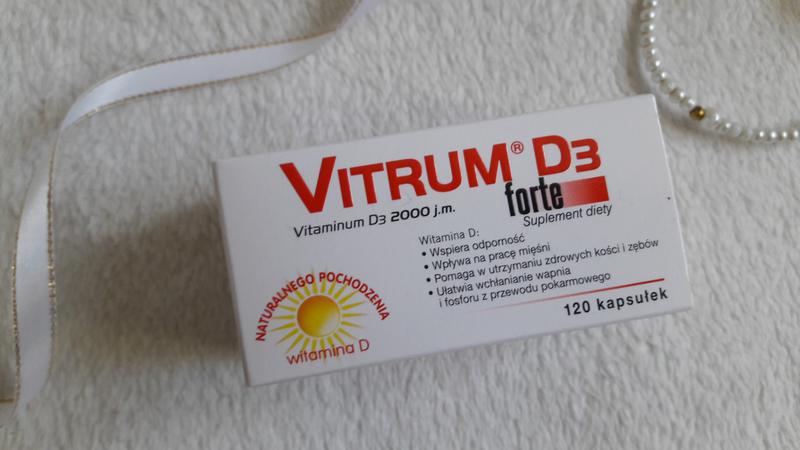 VITRUM® D3
forte
Vitaminum D3 2000 j.m.
Suplement diety
Witamina D:
• Wspiera odporność
• Wpływa na pracę mięśni
• Pomaga w utrzymaniu zdrowych kości i zębów
• Ułatwia wchłanianie wapnia
i fosforu z przewodu pokarmowego
NATURALNEGO POCHODZENIA
witamina D
120 kapsułek